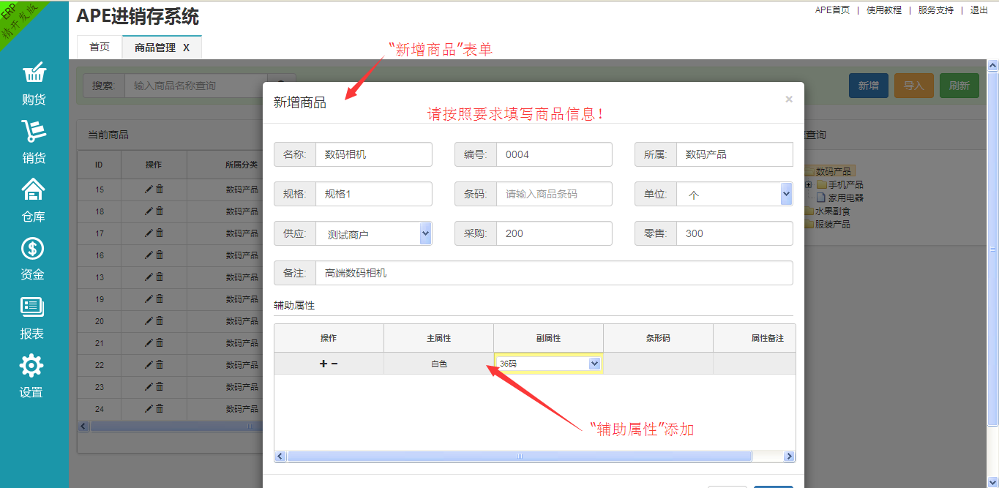 ERP
精开发版
APE进销存系统
APE首页 | 使用教程 | 服务支持 | 退出
首页
商品管理 X
“新增商品”表单
购货
销货
仓库
资金
报表
设置
搜索:
输入商品名称查询
新增
导入
刷新
新增商品
×
请按照要求填写商品信息！
当前商品
查询
ID 操作 所属分类
15 数码产品
18 数码产品
17 数码产品
16 数码产品
13 数码产品
19 数码产品
20 数码产品
21 数码产品
22 数码产品
23 数码产品
24 数码产品
名称: 数码相机
编号: 0004
所属: 数码产品
规格: 规格1
条码: 请输入商品条码
单位: 个
供应: 测试商户
采购: 200
零售: 300
备注: 高端数码相机
辅助属性
操作 主属性 副属性 条形码 属性备注
+ − 白色 36码
“辅助属性”添加
数码产品
手机产品
家用电器
水果副食
服装产品